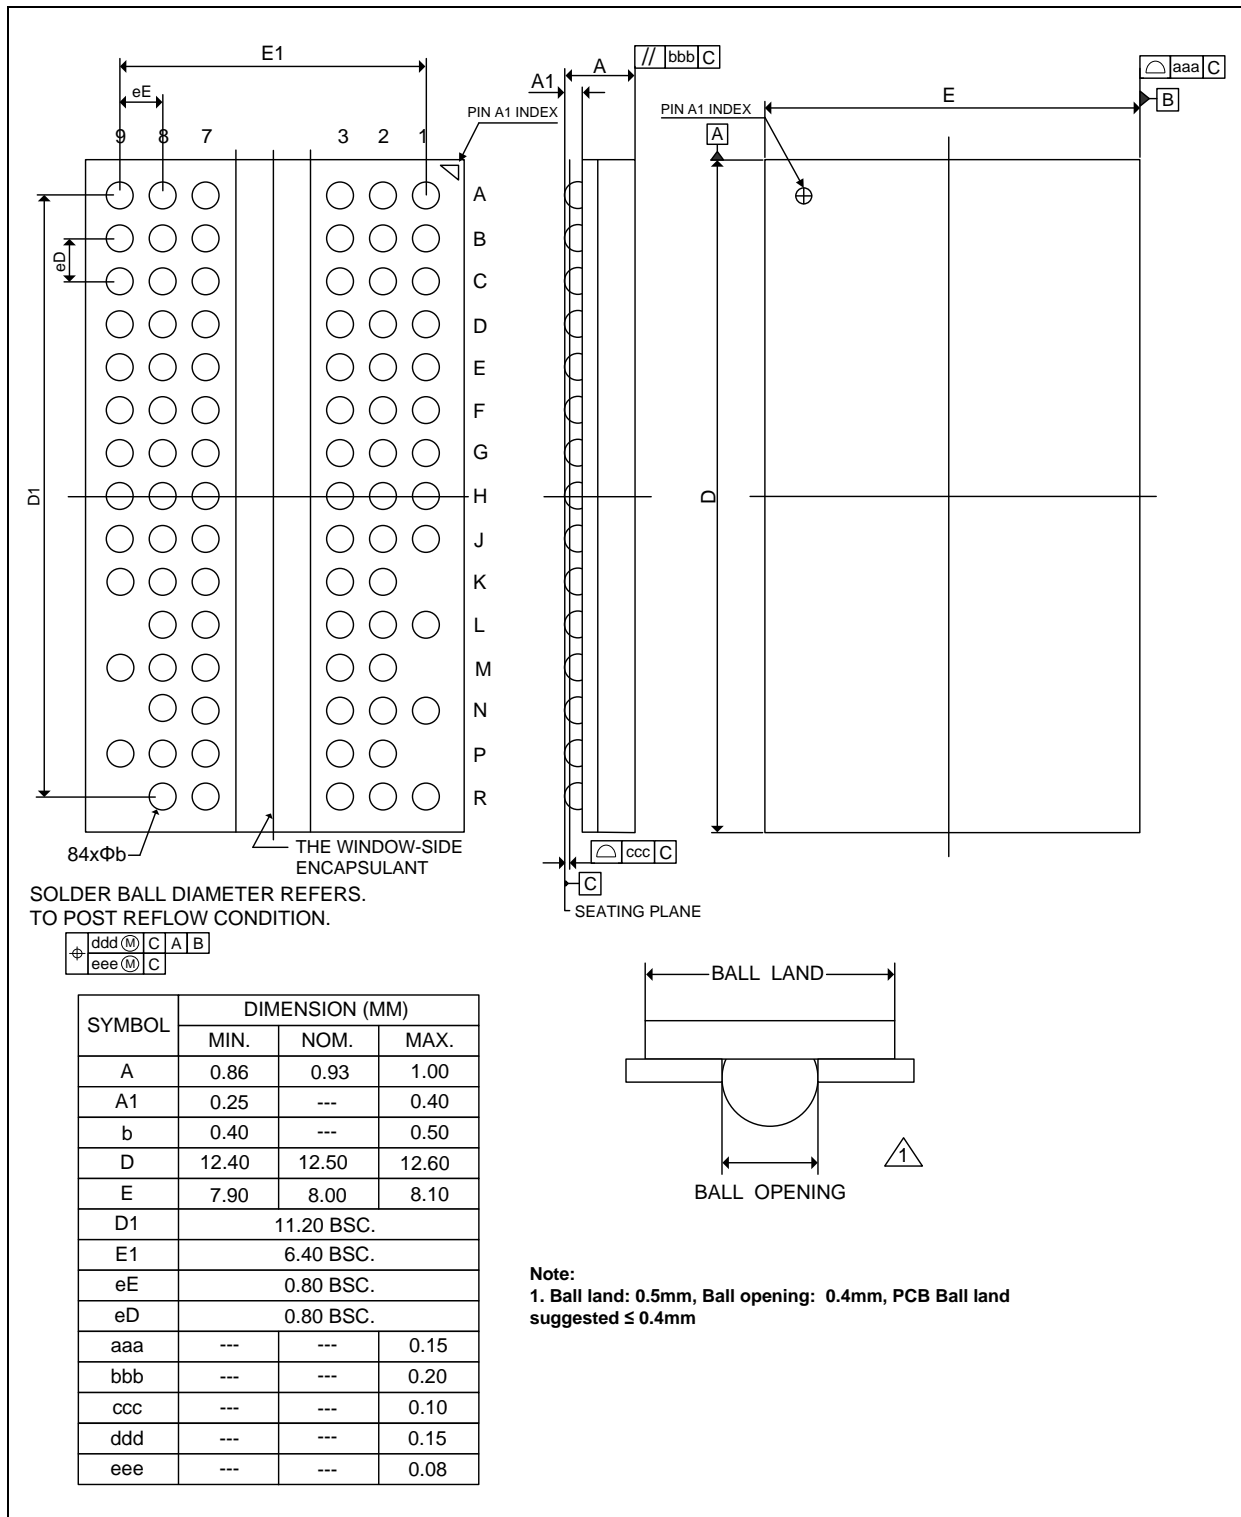 E1
A
// bbb C
aaa C
eE
A1
E
B
PIN A1 INDEX
PIN A1 INDEX
A
9 8 7 3 2 1
A
B
eD
C
D
E
F
G
D1
H
D
J
K
L
M
N
P
R
84xΦb
THE WINDOW-SIDE
ENCAPSULANT
ccc C
C
SEATING PLANE
SOLDER BALL DIAMETER REFERS.
TO POST REFLOW CONDITION.
⌖ ddd Ⓜ C A B
eee Ⓜ C
BALL LAND
BALL OPENING
1
SYMBOL DIMENSION (MM)
MIN. NOM. MAX.
A 0.86 0.93 1.00
A1 0.25 --- 0.40
b 0.40 --- 0.50
D 12.40 12.50 12.60
E 7.90 8.00 8.10
D1 11.20 BSC.
E1 6.40 BSC.
eE 0.80 BSC.
eD 0.80 BSC.
aaa --- --- 0.15
bbb --- --- 0.20
ccc --- --- 0.10
ddd --- --- 0.15
eee --- --- 0.08
Note:
1. Ball land: 0.5mm, Ball opening: 0.4mm, PCB Ball land
suggested ≤ 0.4mm